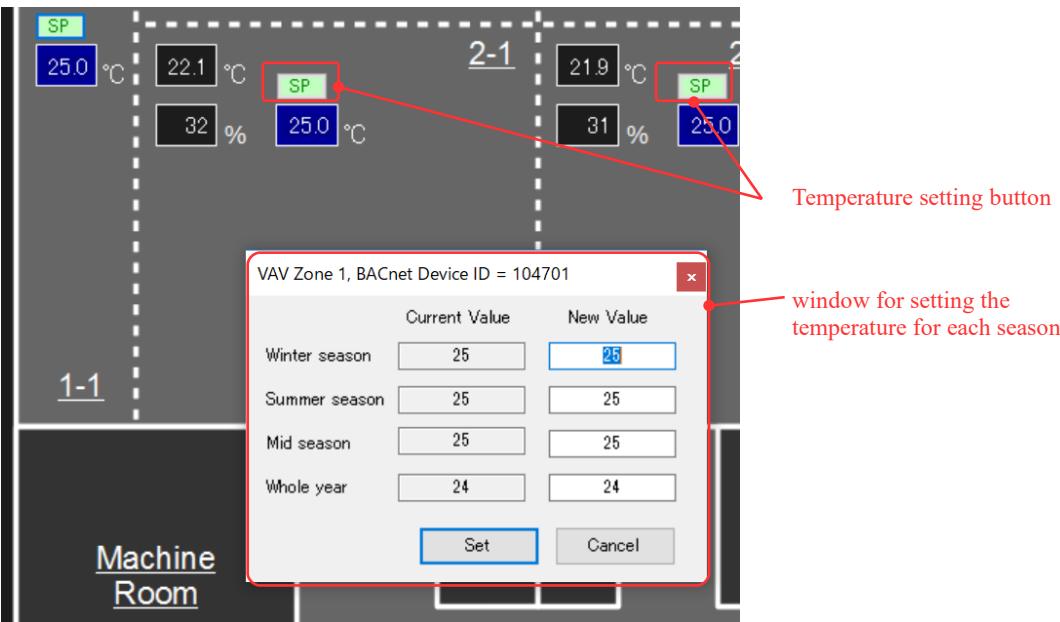 SP
25.0 °C
22.1 °C
SP
32 %
25.0 °C
2-1
21.9 °C
SP
31 %
25.0
2
Temperature setting button
VAV Zone 1, BACnet Device ID = 104701
x
Current Value New Value
Winter season 25 25
Summer season 25 25
Mid season 25 25
Whole year 24 24
Set Cancel
window for setting the
temperature for each season
1-1
Machine
Room